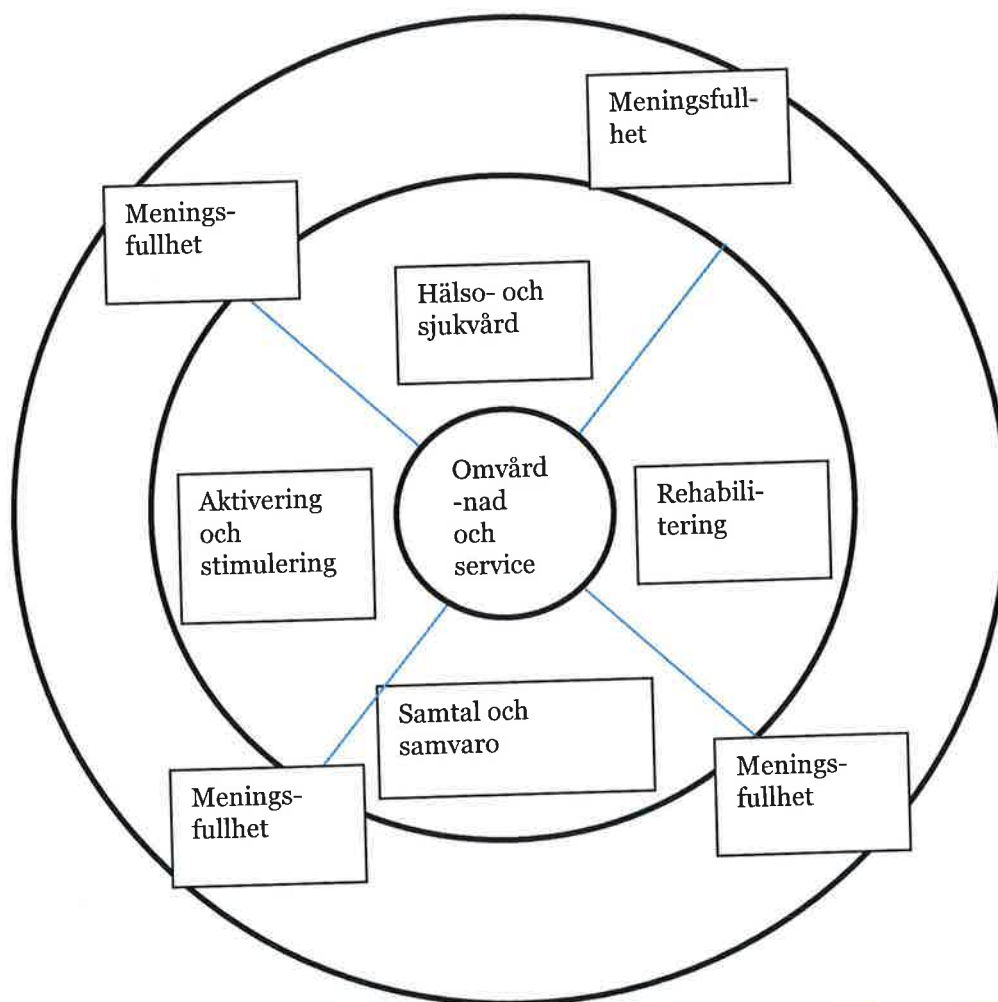 Meningsfull-
het
Menings-
fullhet
Hälso- och
sjukvård
Aktivering
och
stimulering
Omvård
-nad
och
service
Rehabili-
tering
Samtal och
samvaro
Menings-
fullhet
Menings-
fullhet